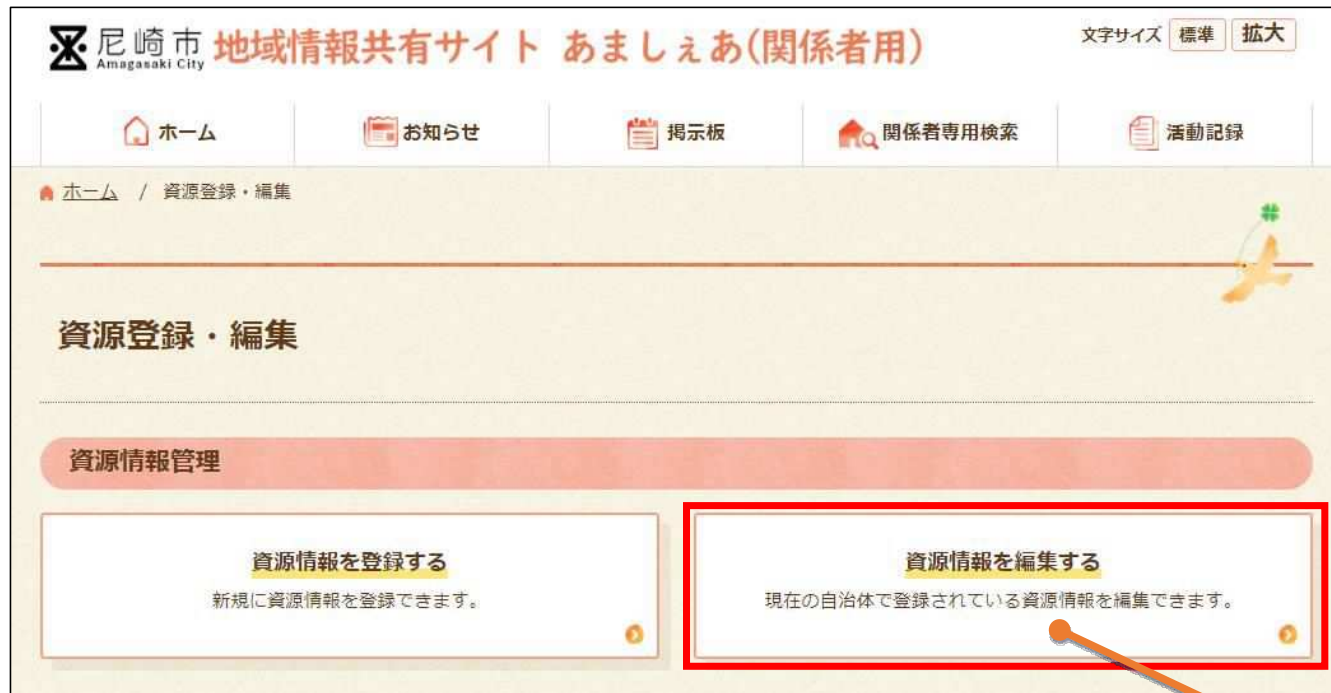 尼崎市 地域情報共有サイト あましぇあ(関係者用) 文字サイズ 標準 拡大
Amagasaki City
ホーム お知らせ 掲示板 関係者専用検索 活動記録
ホーム / 資源登録・編集
資源登録・編集
資源情報管理
資源情報を登録する
新規に資源情報を登録できます。
資源情報を編集する
現在の自治体で登録されている資源情報を編集できます。